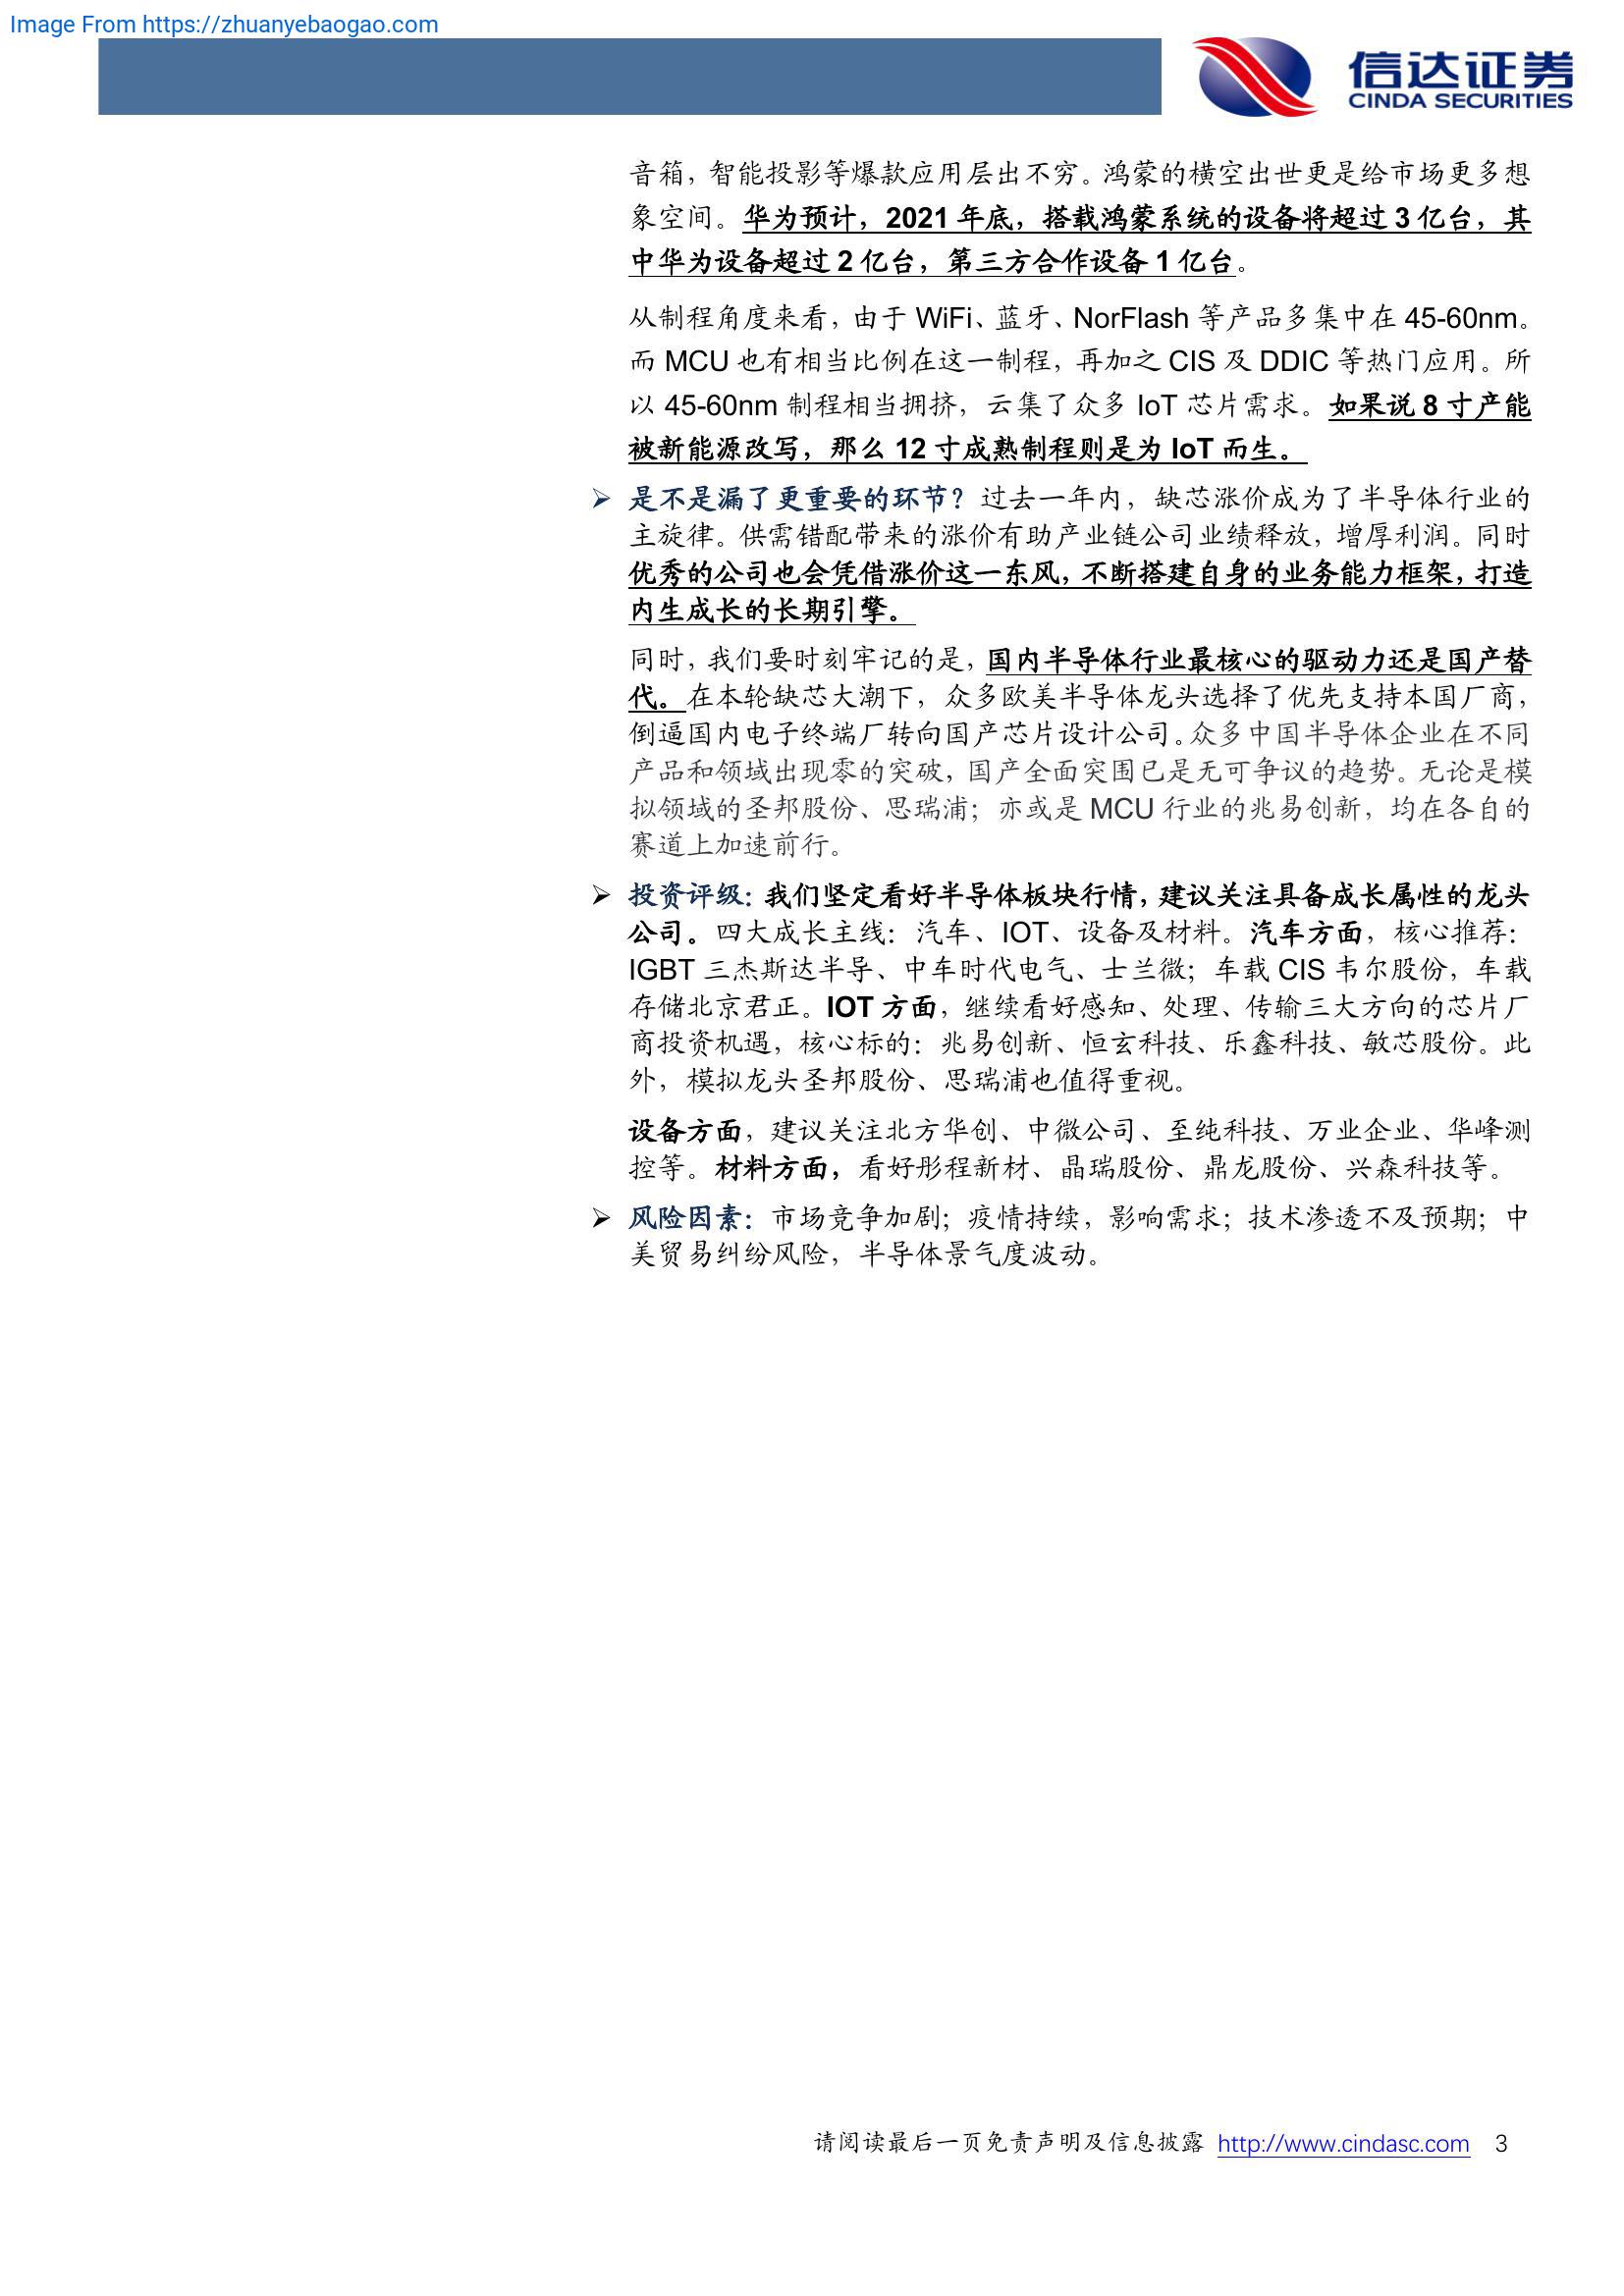 Image From https://zhuanyebaogao.com
信达证券
CINDA SECURITIES
音箱，智能投影等爆款应用层出不穷。鸿蒙的横空出世更是给市场更多想
象空间。华为预计，2021 年底，搭载鸿蒙系统的设备将超过 3 亿台，其
中华为设备超过 2 亿台，第三方合作设备 1 亿台。
从制程角度来看，由于 WiFi、蓝牙、NorFlash 等产品多集中在 45-60nm。
而 MCU 也有相当比例在这一制程，再加之 CIS 及 DDIC 等热门应用。所
以 45-60nm 制程相当拥挤，云集了众多 IoT 芯片需求。如果说 8 寸产能
被新能源改写，那么 12 寸成熟制程则是为 IoT 而生。
➢ 是不是漏了更重要的环节？过去一年内，缺芯涨价成为了半导体行业的
主旋律。供需错配带来的涨价有助产业链公司业绩释放，增厚利润。同时
优秀的公司也会凭借涨价这一东风，不断搭建自身的业务能力框架，打造
内生成长的长期引擎。
同时，我们要时刻牢记的是，国内半导体行业最核心的驱动力还是国产替
代。在本轮缺芯大潮下，众多欧美半导体龙头选择了优先支持本国厂商，
倒逼国内电子终端厂转向国产芯片设计公司。众多中国半导体企业在不同
产品和领域出现零的突破，国产全面突围已是无可争议的趋势。无论是模
拟领域的圣邦股份、思瑞浦；亦或是 MCU 行业的兆易创新，均在各自的
赛道上加速前行。
➢ 投资评级：我们坚定看好半导体板块行情，建议关注具备成长属性的龙头
公司。四大成长主线：汽车、IOT、设备及材料。汽车方面，核心推荐：
IGBT 三杰斯达半导、中车时代电气、士兰微；车载 CIS 韦尔股份，车载
存储北京君正。IOT 方面，继续看好感知、处理、传输三大方向的芯片厂
商投资机遇，核心标的：兆易创新、恒玄科技、乐鑫科技、敏芯股份。此
外，模拟龙头圣邦股份、思瑞浦也值得重视。
设备方面，建议关注北方华创、中微公司、至纯科技、万业企业、华峰测
控等。材料方面，看好彤程新材、晶瑞股份、鼎龙股份、兴森科技等。
➢ 风险因素：市场竞争加剧；疫情持续，影响需求；技术渗透不及预期；中
美贸易纠纷风险，半导体景气度波动。
请阅读最后一页免责声明及信息披露 http://www.cindasc.com 3